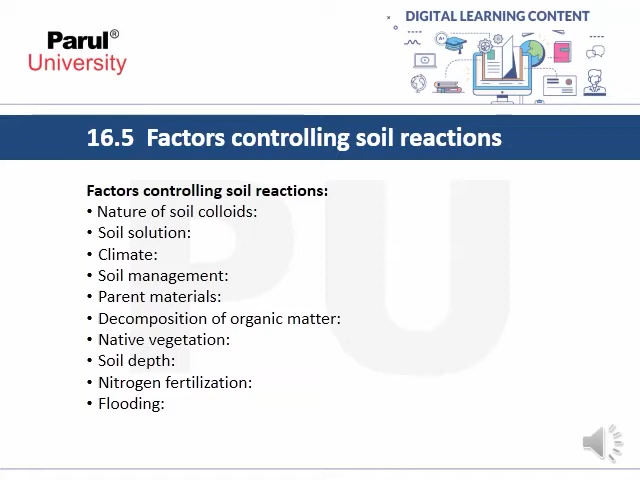 DIGITAL LEARNING CONTENT
Parul®
University
16.5 Factors controlling soil reactions
Factors controlling soil reactions:
• Nature of soil colloids:
• Soil solution:
• Climate:
• Soil management:
• Parent materials:
• Decomposition of organic matter:
• Native vegetation:
• Soil depth:
• Nitrogen fertilization:
• Flooding:
PU